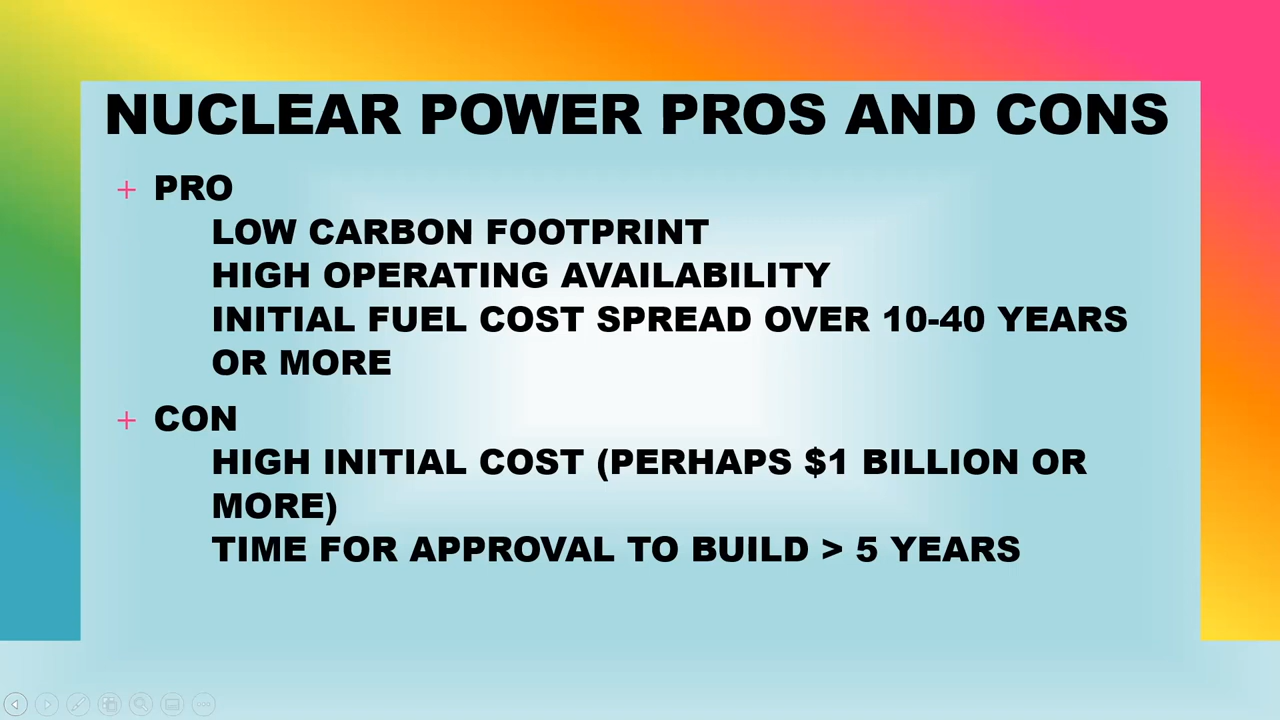 NUCLEAR POWER PROS AND CONS
+ PRO
LOW CARBON FOOTPRINT
HIGH OPERATING AVAILABILITY
INITIAL FUEL COST SPREAD OVER 10-40 YEARS
OR MORE
+ CON
HIGH INITIAL COST (PERHAPS $1 BILLION OR
MORE)
TIME FOR APPROVAL TO BUILD > 5 YEARS